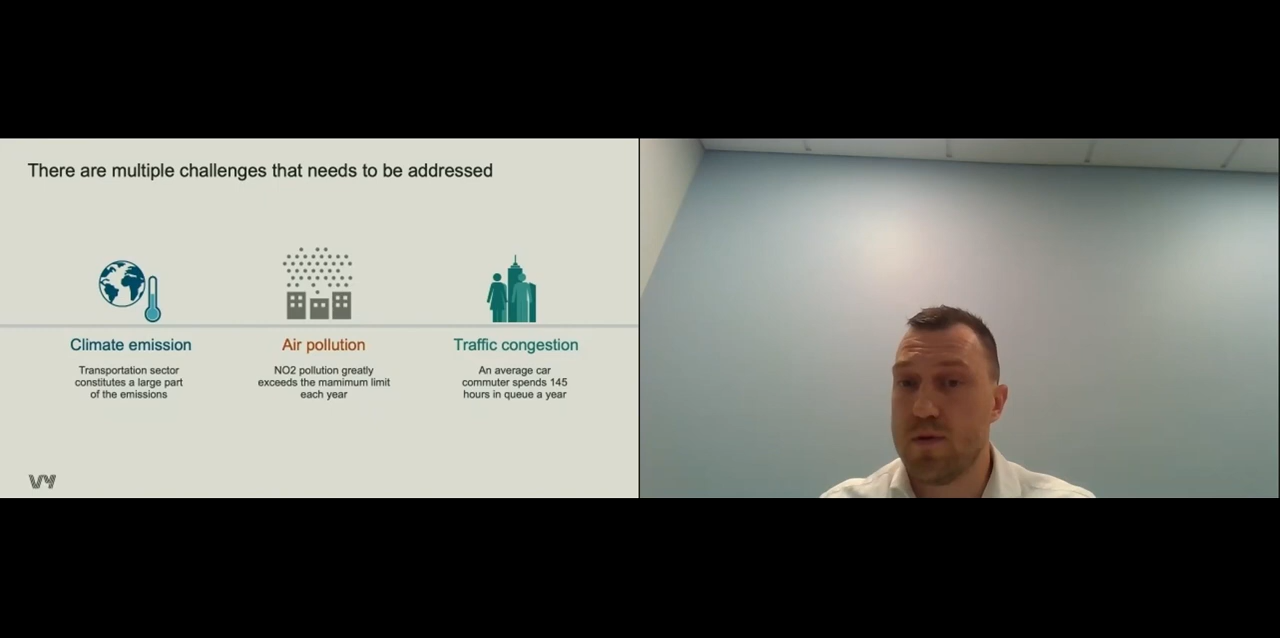 There are multiple challenges that needs to be addressed
Climate emission
Transportation sector
constitutes a large part
of the emissions
Air pollution
NO2 pollution greatly
exceeds the mamimum limit
each year
Traffic congestion
An average car
commuter spends 145
hours in queue a year
VY